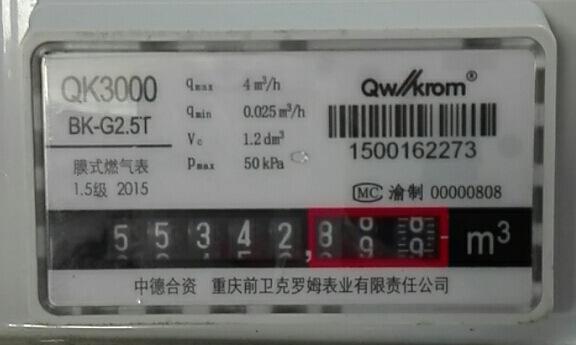 QK3000
BK-G2.5T
膜式燃气表
1.5级 2015
qmax 4 m³/h
qmin 0.025 m³/h
Vc 1.2 dm³
Pmax 50 kPa
Qw//krom®
1500162273
MC 渝制 00000808
5 5 3 4 2 , 8 m³
中德合资 重庆前卫克罗姆表业有限责任公司